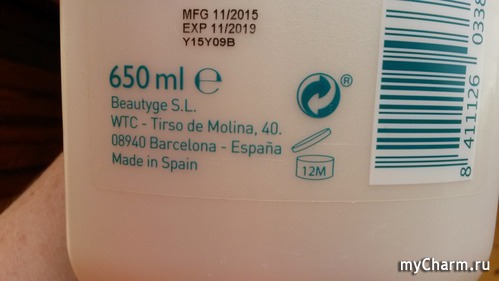 MFG 11/2015
EXP 11/2019
Y15Y09B
650 ml e
Beautyge S.L.
WTC - Tirso de Molina, 40.
08940 Barcelona - España
Made in Spain
®
12M
8 411126 0338
myCharm.ru